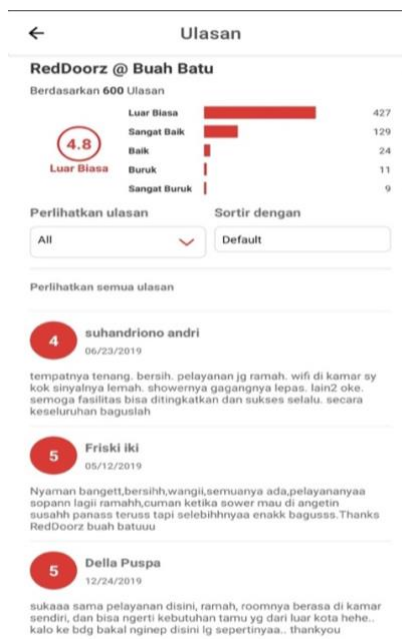 Ulasan
RedDoorz @ Buah Batu
Berdasarkan 600 Ulasan
4.8
Luar Biasa
Luar Biasa 427
Sangat Baik 129
Baik 24
Buruk 11
Sangat Buruk 9
Perlihatkan ulasan Sortir dengan
All Default
Perlihatkan semua ulasan
4
suhandriono andri
06/23/2019
tempatnya tenang. bersih. pelayanan jg ramah. wifi di kamar sy
kok sinyalnya lemah. showernya gagangnya lepas. lain2 oke.
semoga fasilitas bisa ditingkatkan dan sukses selalu. secara
keseluruhan baguslah
5
Friski iki
05/12/2019
Nyaman bangett,bersihh,wangii,semuanya ada,pelayananyaa
sopann lagii ramahh,cuman ketika sower mau di angetin
susahh panass teruss tapi selebihhnyaa enakk bagusss.Thanks
RedDoorz buah batuuu
5
Della Puspa
12/24/2019
sukaaa sama pelayanan disini, ramah, roomnya berasa di kamar
sendiri, dan bisa ngerti kebutuhan tamu yg dari luar kota hehe..
kalo ke bdg bakal nginep disini lg sepertinyaa.. thankyou